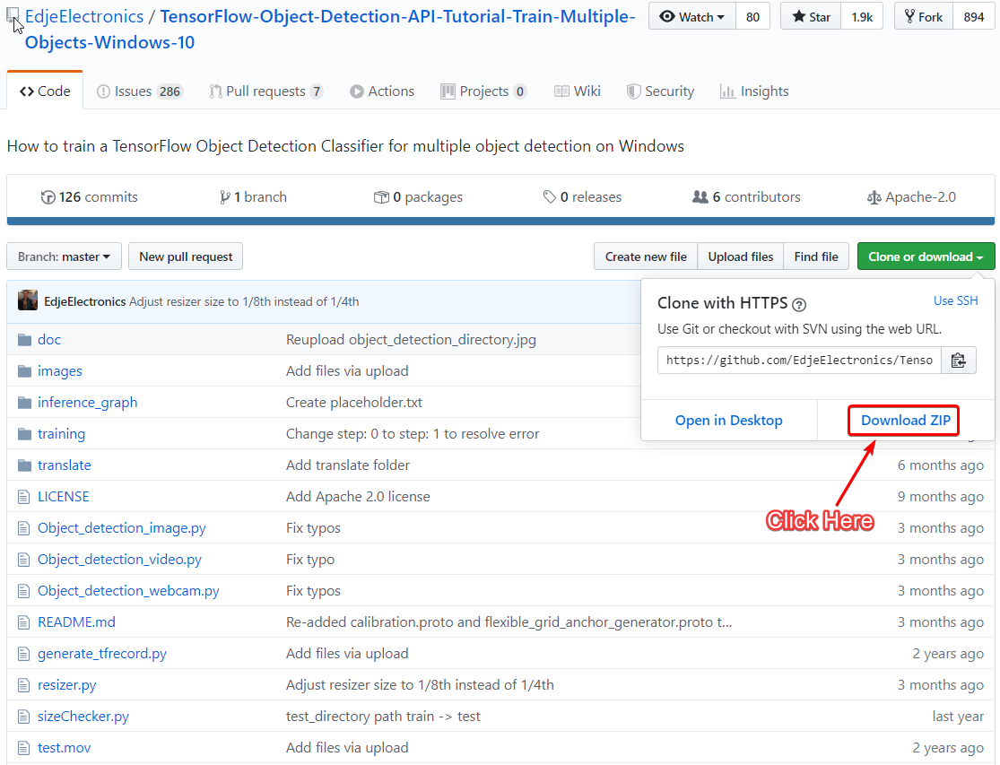 EdjeElectronics / TensorFlow-Object-Detection-API-Tutorial-Train-Multiple-
Objects-Windows-10
Watch 80 Star 1.9k Fork 894
Code Issues 286 Pull requests 7 Actions Projects 0 Wiki Security Insights
How to train a TensorFlow Object Detection Classifier for multiple object detection on Windows
126 commits 1 branch 0 packages 0 releases 6 contributors Apache-2.0
Branch: master New pull request Create new file Upload files Find file Clone or download
EdjeElectronics Adjust resizer size to 1/8th instead of 1/4th
Clone with HTTPS ? Use SSH
Use Git or checkout with SVN using the web URL.
https://github.com/EdjeElectronics/Tenso
Open in Desktop Download ZIP
Click Here
doc Reupload object_detection_directory.jpg
images Add files via upload
inference_graph Create placeholder.txt
training Change step: 0 to step: 1 to resolve error
translate Add translate folder 6 months ago
LICENSE Add Apache 2.0 license 9 months ago
Object_detection_image.py Fix typos 3 months ago
Object_detection_video.py Fix typo 3 months ago
Object_detection_webcam.py Fix typos 3 months ago
README.md Re-added calibration.proto and flexible_grid_anchor_generator.proto t... 3 months ago
generate_tfrecord.py Add files via upload 2 years ago
resizer.py Adjust resizer size to 1/8th instead of 1/4th 3 months ago
sizeChecker.py test_directory path train -> test last year
test.mov Add files via upload 2 years ago